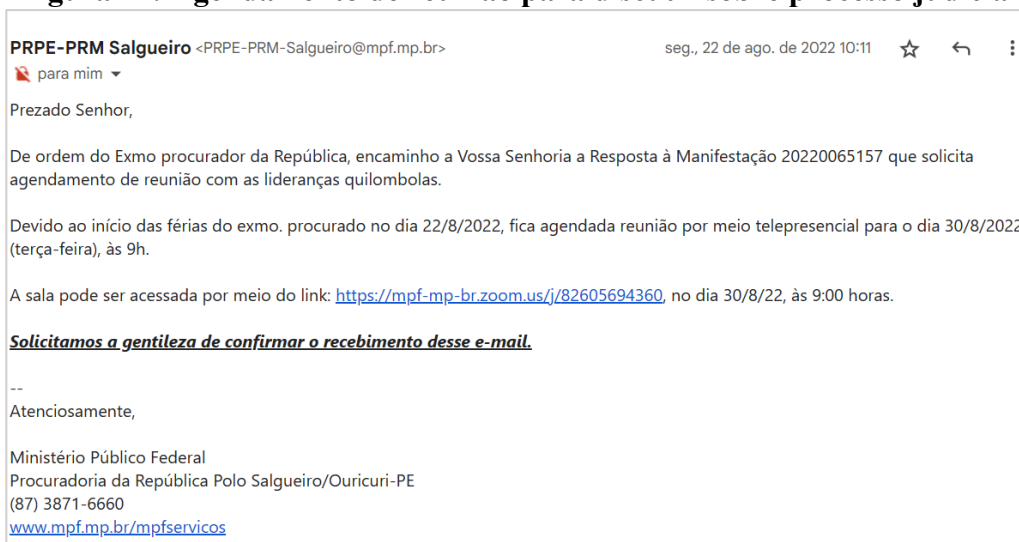 PRPE-PRM Salgueiro <PRPE-PRM-Salgueiro@mpf.mp.br> seg., 22 de ago. de 2022 10:11
para mim
Prezado Senhor,
De ordem do Exmo procurador da República, encaminho a Vossa Senhoria a Resposta à Manifestação 20220065157 que solicita
agendamento de reunião com as lideranças quilombolas.
Devido ao início das férias do exmo. procurado no dia 22/8/2022, fica agendada reunião por meio telepresencial para o dia 30/8/2022
(terça-feira), às 9h.
A sala pode ser acessada por meio do link: https://mpf-mp-br.zoom.us/j/82605694360, no dia 30/8/22, às 9:00 horas.
Solicitamos a gentileza de confirmar o recebimento desse e-mail.
--
Atenciosamente,
Ministério Público Federal
Procuradoria da República Polo Salgueiro/Ouricuri-PE
(87) 3871-6660
www.mpf.mp.br/mpfservicos